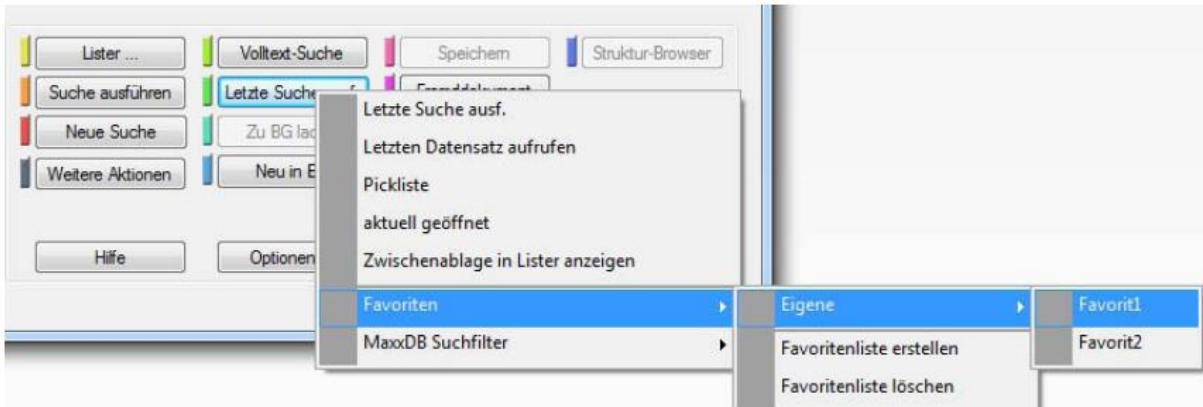 Lister ...
Volltext-Suche
Speichern
Struktur-Browser
Suche ausführen
Letzte Suche
Neue Suche
Zu BG
Weitere Aktionen
Neu in
Hilfe
Optionen
Letzte Suche ausf.
Letzten Datensatz aufrufen
Pickliste
aktuell geöffnet
Zwischenablage in Lister anzeigen
Favoriten
MaxxDB Suchfilter
Eigene
Favoritenliste erstellen
Favoritenliste löschen
Favorit1
Favorit2